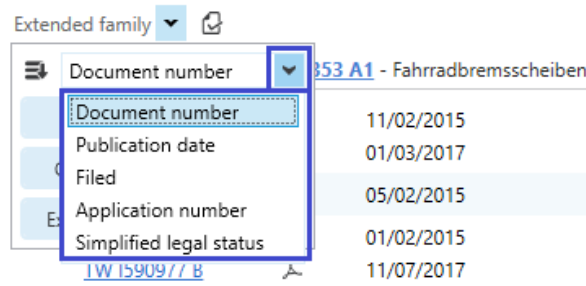 Extended family
Document number
353 A1 - Fahrradbremsscheiben
Document number
11/02/2015
Publication date
01/03/2017
Filed
05/02/2015
Application number
Simplified legal status
01/02/2015
TW I590977 B
11/07/2017